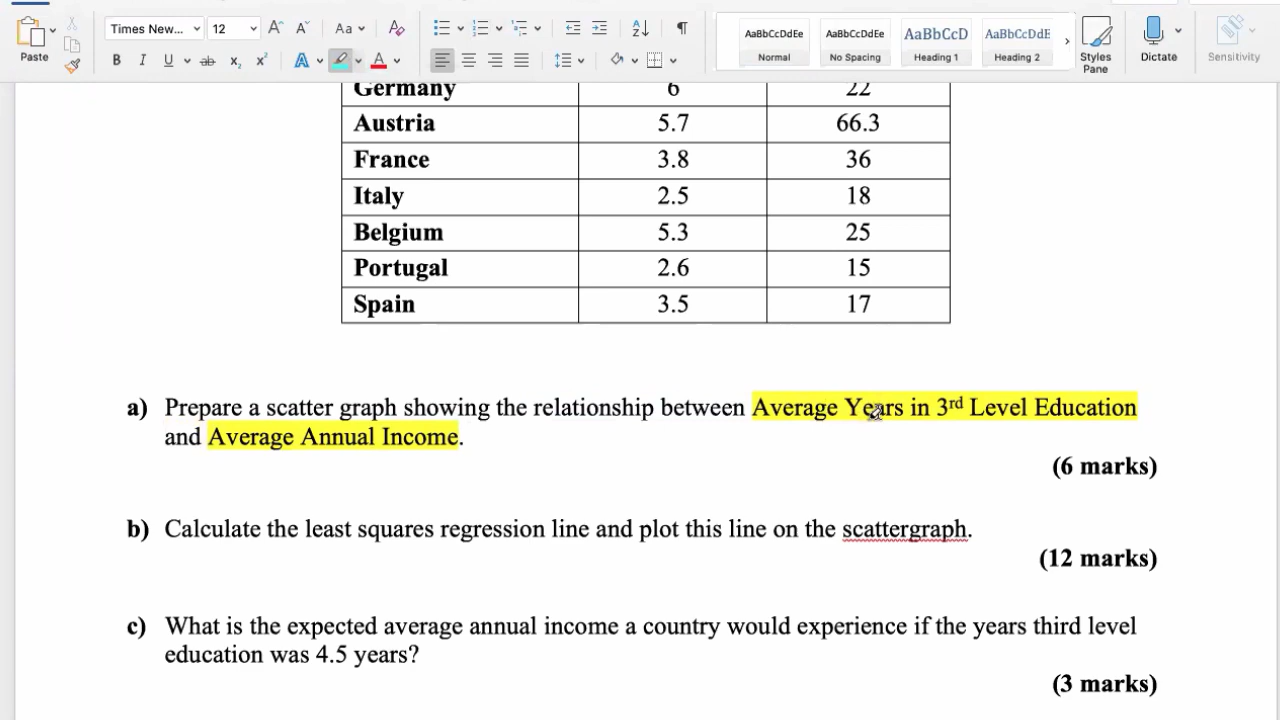 Times New... 12 Aa
Paste
B I U ab x₂ x² A A
AaBbCcDdEe AaBbCcDdEe AaBbCcD AaBbCcDdE
Normal No Spacing Heading 1 Heading 2
Styles Pane
Dictate
Sensitivity
Germany 6 22
Austria 5.7 66.3
France 3.8 36
Italy 2.5 18
Belgium 5.3 25
Portugal 2.6 15
Spain 3.5 17
a) Prepare a scatter graph showing the relationship between Average Years in 3rd Level Education
and Average Annual Income.
(6 marks)
b) Calculate the least squares regression line and plot this line on the scattergraph.
(12 marks)
c) What is the expected average annual income a country would experience if the years third level
education was 4.5 years?
(3 marks)